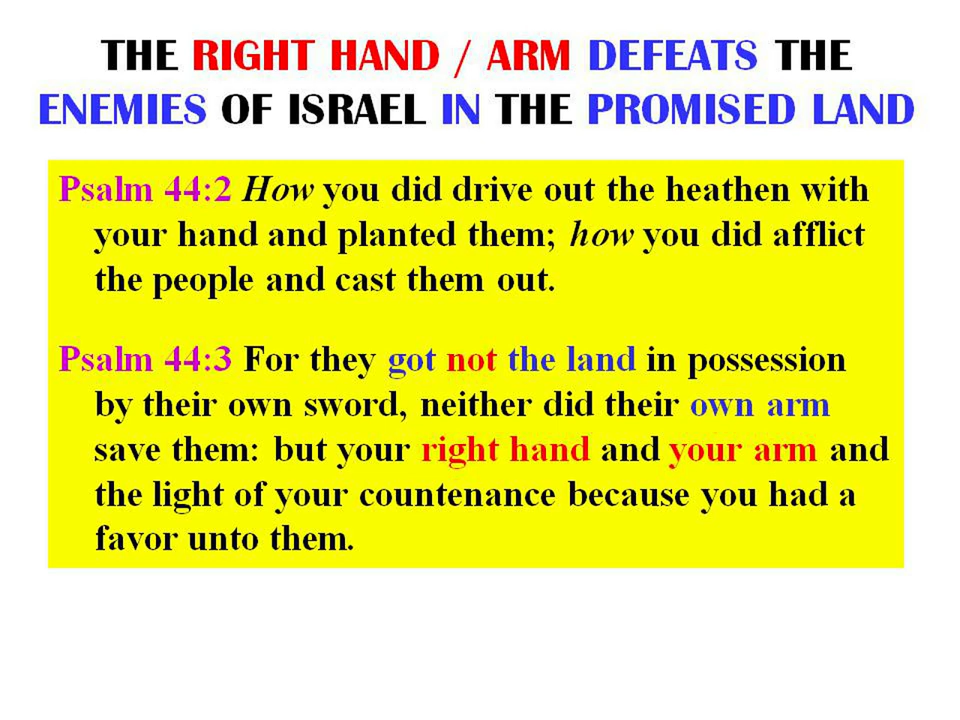 THE RIGHT HAND / ARM DEFEATS THE
ENEMIES OF ISRAEL IN THE PROMISED LAND
Psalm 44:2 How you did drive out the heathen with
your hand and planted them; how you did afflict
the people and cast them out.
Psalm 44:3 For they got not the land in possession
by their own sword, neither did their own arm
save them: but your right hand and your arm and
the light of your countenance because you had a
favor unto them.